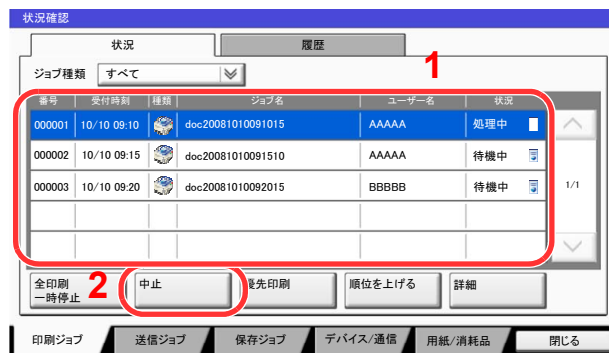 状況確認
状況 履歴
1
ジョブ種類 すべて
番号 受付時刻 種類 ジョブ名 ユーザー名 状況
000001 10/10 09:10 doc20081010091015 AAAAA 処理中
000002 10/10 09:15 doc20081010091510 AAAAA 待機中
000003 10/10 09:20 doc20081010092015 BBBBB 待機中
1/1
2
全印刷
一時停止
中止 優先印刷 順位を上げる 詳細
印刷ジョブ 送信ジョブ 保存ジョブ デバイス/通信 用紙/消耗品 閉じる